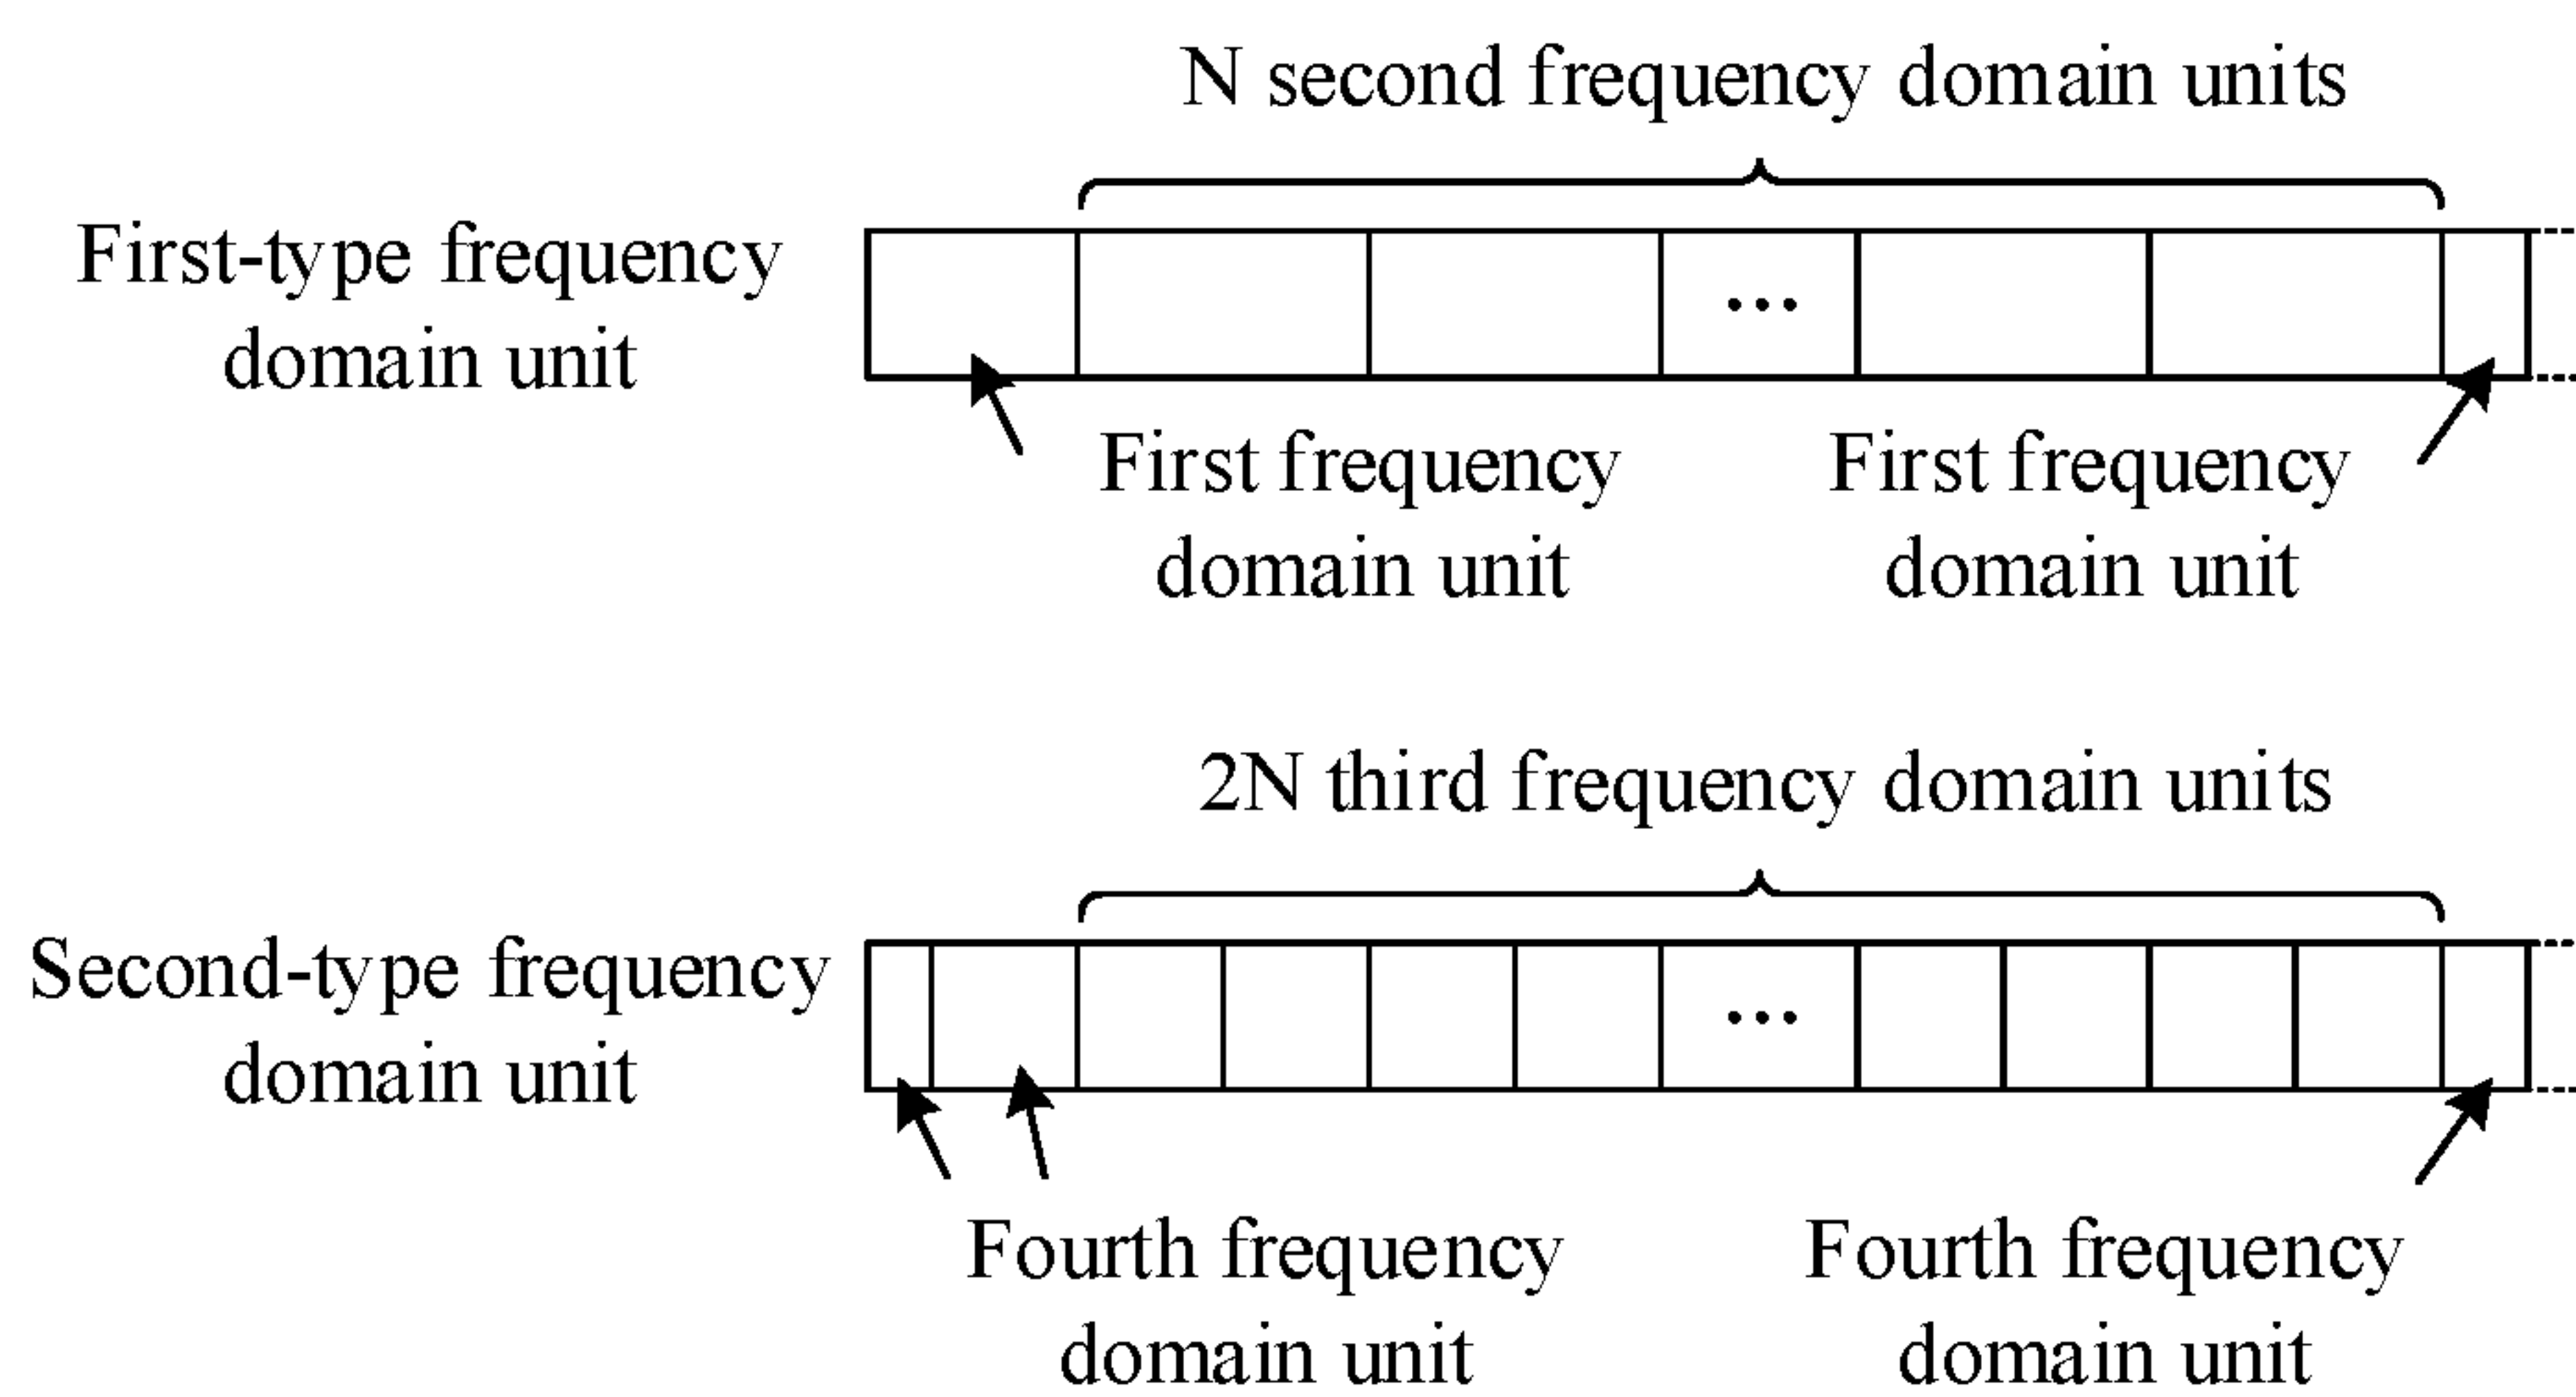 N second frequency domain units
First-type frequency
domain unit
...
First frequency
domain unit
First frequency
domain unit
2N third frequency domain units
Second-type frequency
domain unit
...
Fourth frequency
domain unit
Fourth frequency
domain unit